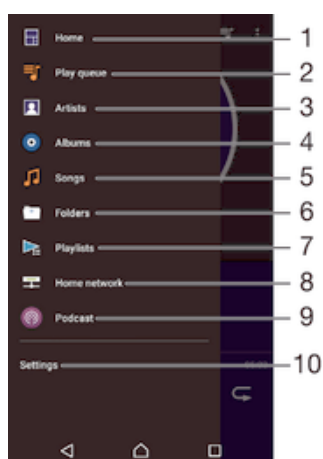 Home 1
Play queue 2
Artists 3
Albums 4
Songs 5
Folders 6
Playlists 7
Home network 8
Podcast 9
Settings 10